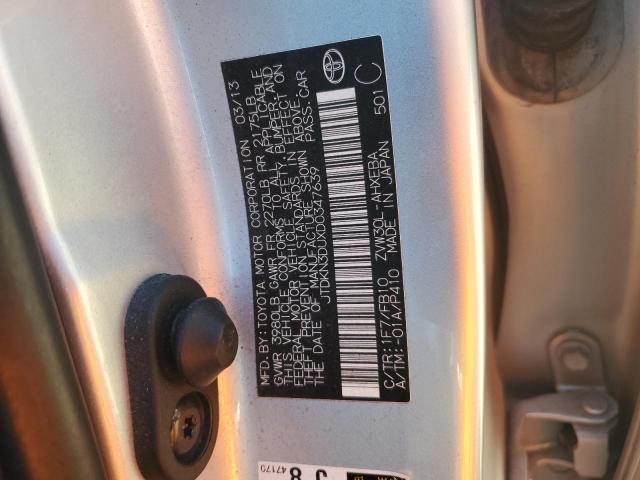 MFD.BY:TOYOTA MOTOR CORPORATION 03/13
GVWR 3980LB GAWR FR 2270LB RR 2175LB
THIS VEHICLE CONFORMS TO ALL APPLICABLE
FEDERAL MOTOR VEHICLE SAFETY, BUMPER, AND
THEFT PREVENTION STANDARDS IN EFFECT ON
THE DATE OF MANUFACTURE SHOWN ABOVE.
JTDKN3DUXD0347639 PASS.CAR
C/TR:1F7/FB10 ZVW30L-AHXEBA
A/TM:-01A/P410 MADE IN JAPAN 501 C
J 8
47170